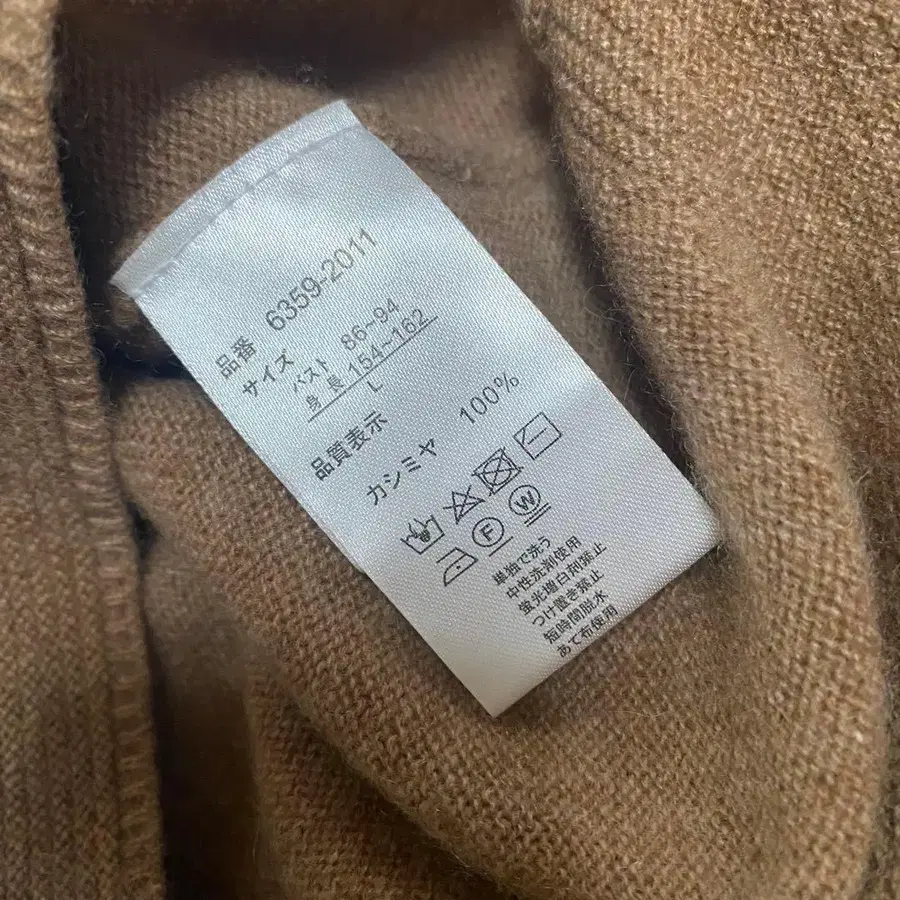 品番 6359-2011
サイズ
バスト 86~94
身長 154~162
L
品質表示
カシミヤ 100%
F W
単独で洗う
中性洗剤使用
蛍光増白剤禁止
つけ置き禁止
短時間脱水
あて布使用